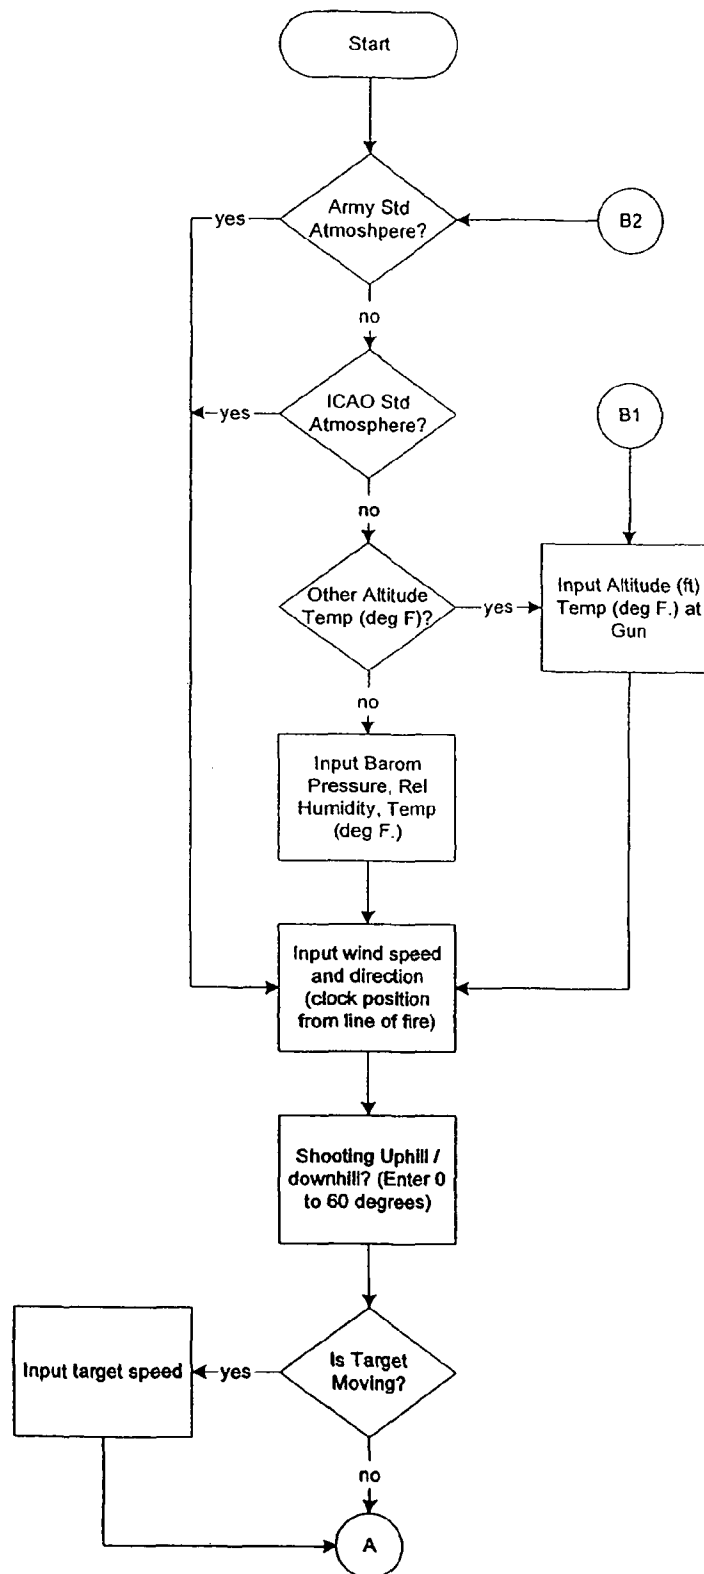 Start
Army Std
Atmoshpere?
yes
B2
no
ICAO Std
Atmosphere?
yes
B1
no
Other Altitude
Temp (deg F)?
yes
Input Altitude (ft)
Temp (deg F.) at
Gun
no
Input Barom
Pressure, Rel
Humidity, Temp
(deg F.)
Input wind speed
and direction
(clock position
from line of fire)
Shooting Uphill /
downhill? (Enter 0
to 60 degrees)
Input target speed
yes
Is Target
Moving?
no
A